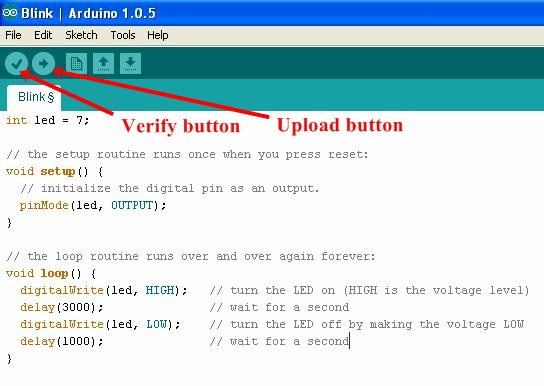 Blink | Arduino 1.0.5
File Edit Sketch Tools Help
Blink §
Verify button
Upload button
int led = 7;
// the setup routine runs once when you press reset:
void setup() {
  // initialize the digital pin as an output.
  pinMode(led, OUTPUT);
}
// the loop routine runs over and over again forever:
void loop() {
  digitalWrite(led, HIGH);   // turn the LED on (HIGH is the voltage level)
  delay(3000);               // wait for a second
  digitalWrite(led, LOW);    // turn the LED off by making the voltage LOW
  delay(1000);               // wait for a second
}